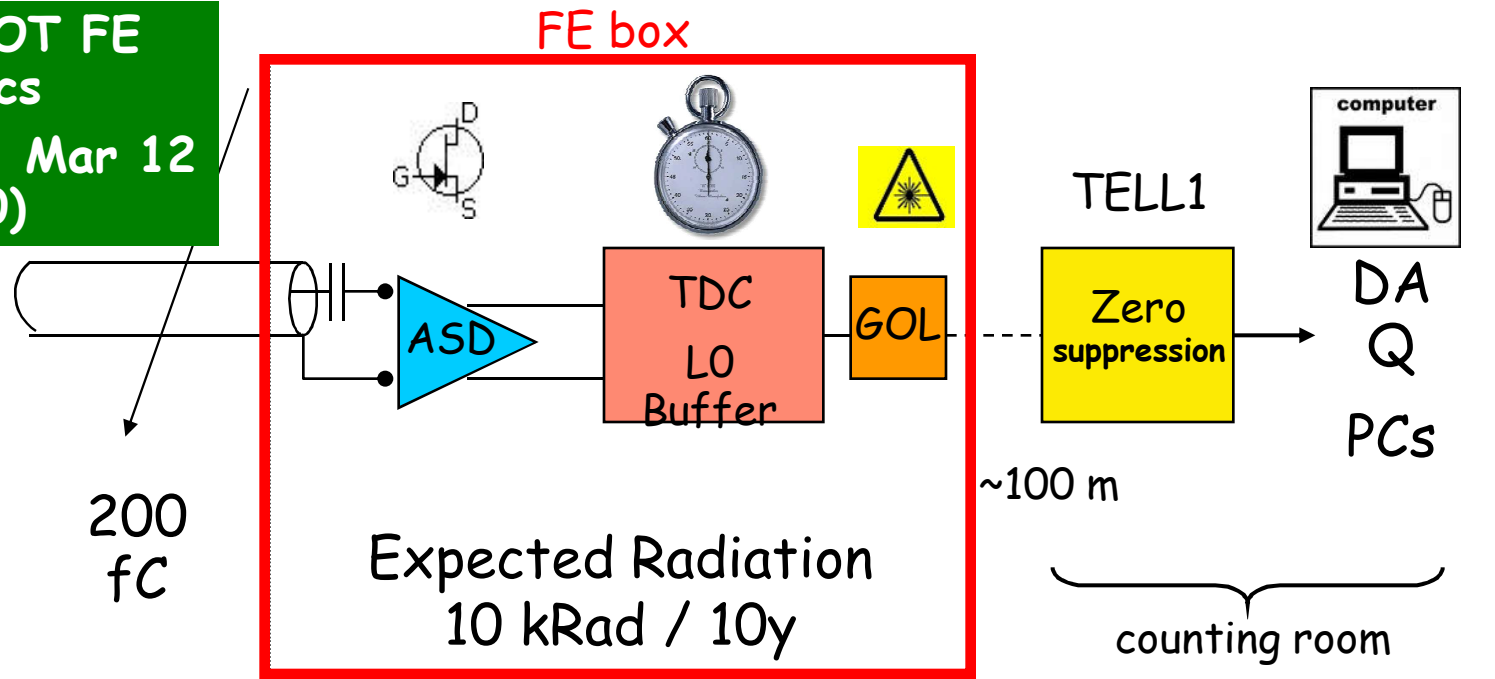 FE box
OT FE
cs
Mar 12
)
D
G
S
computer
TELL1
ASD
TDC
L0
Buffer
GOL
Zero
suppression
DA
Q
PCs
~100 m
200
fC
Expected Radiation
10 kRad / 10y
counting room